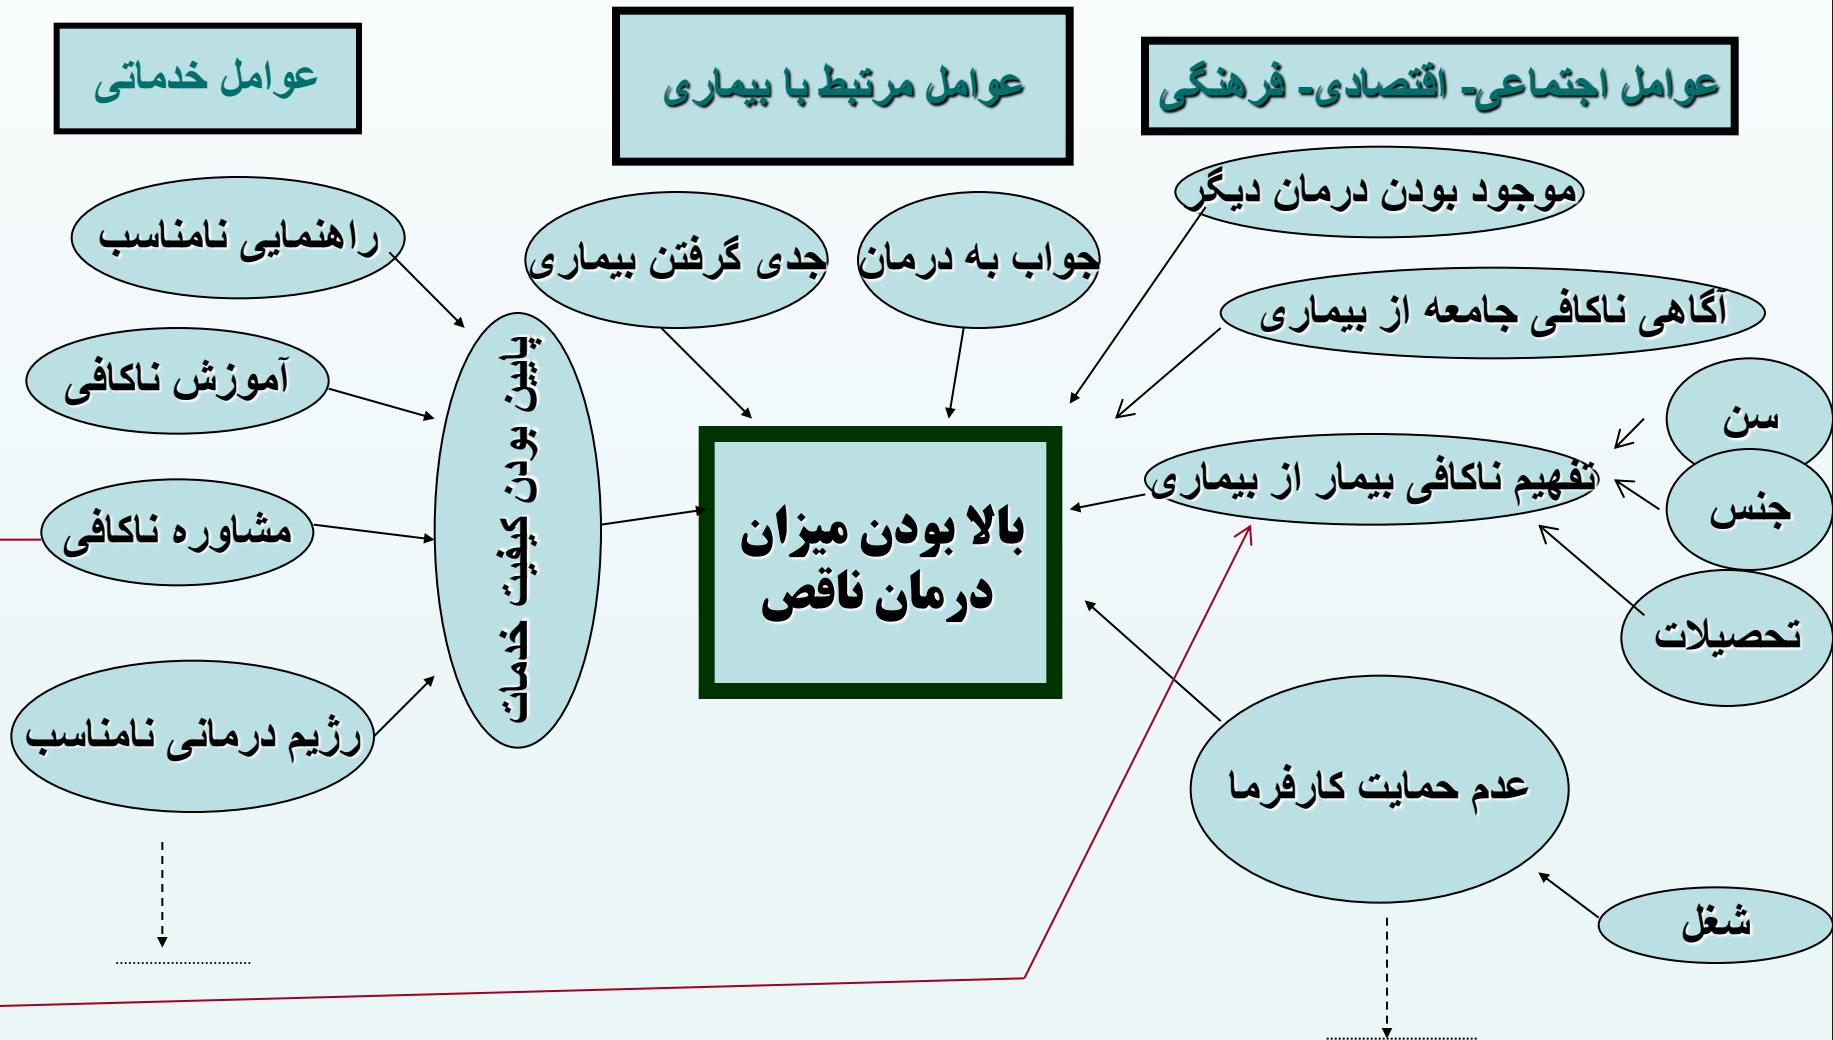 عوامل اجتماعی- اقتصادی- فرهنگی
عوامل مرتبط با بیماری
عوامل خدماتی
موجود بودن درمان دیگر
جواب به درمان
جدی گرفتن بیماری
راهنمایی نامناسب
آگاهی ناکافی جامعه از بیماری
آموزش ناکافی
سن
تفهیم ناکافی بیمار از بیماری
جنس
پایین بودن کیفیت خدمات
مشاوره ناکافی
بالا بودن میزان
درمان ناقص
تحصیلات
رژیم درمانی نامناسب
عدم حمایت کارفرما
شغل